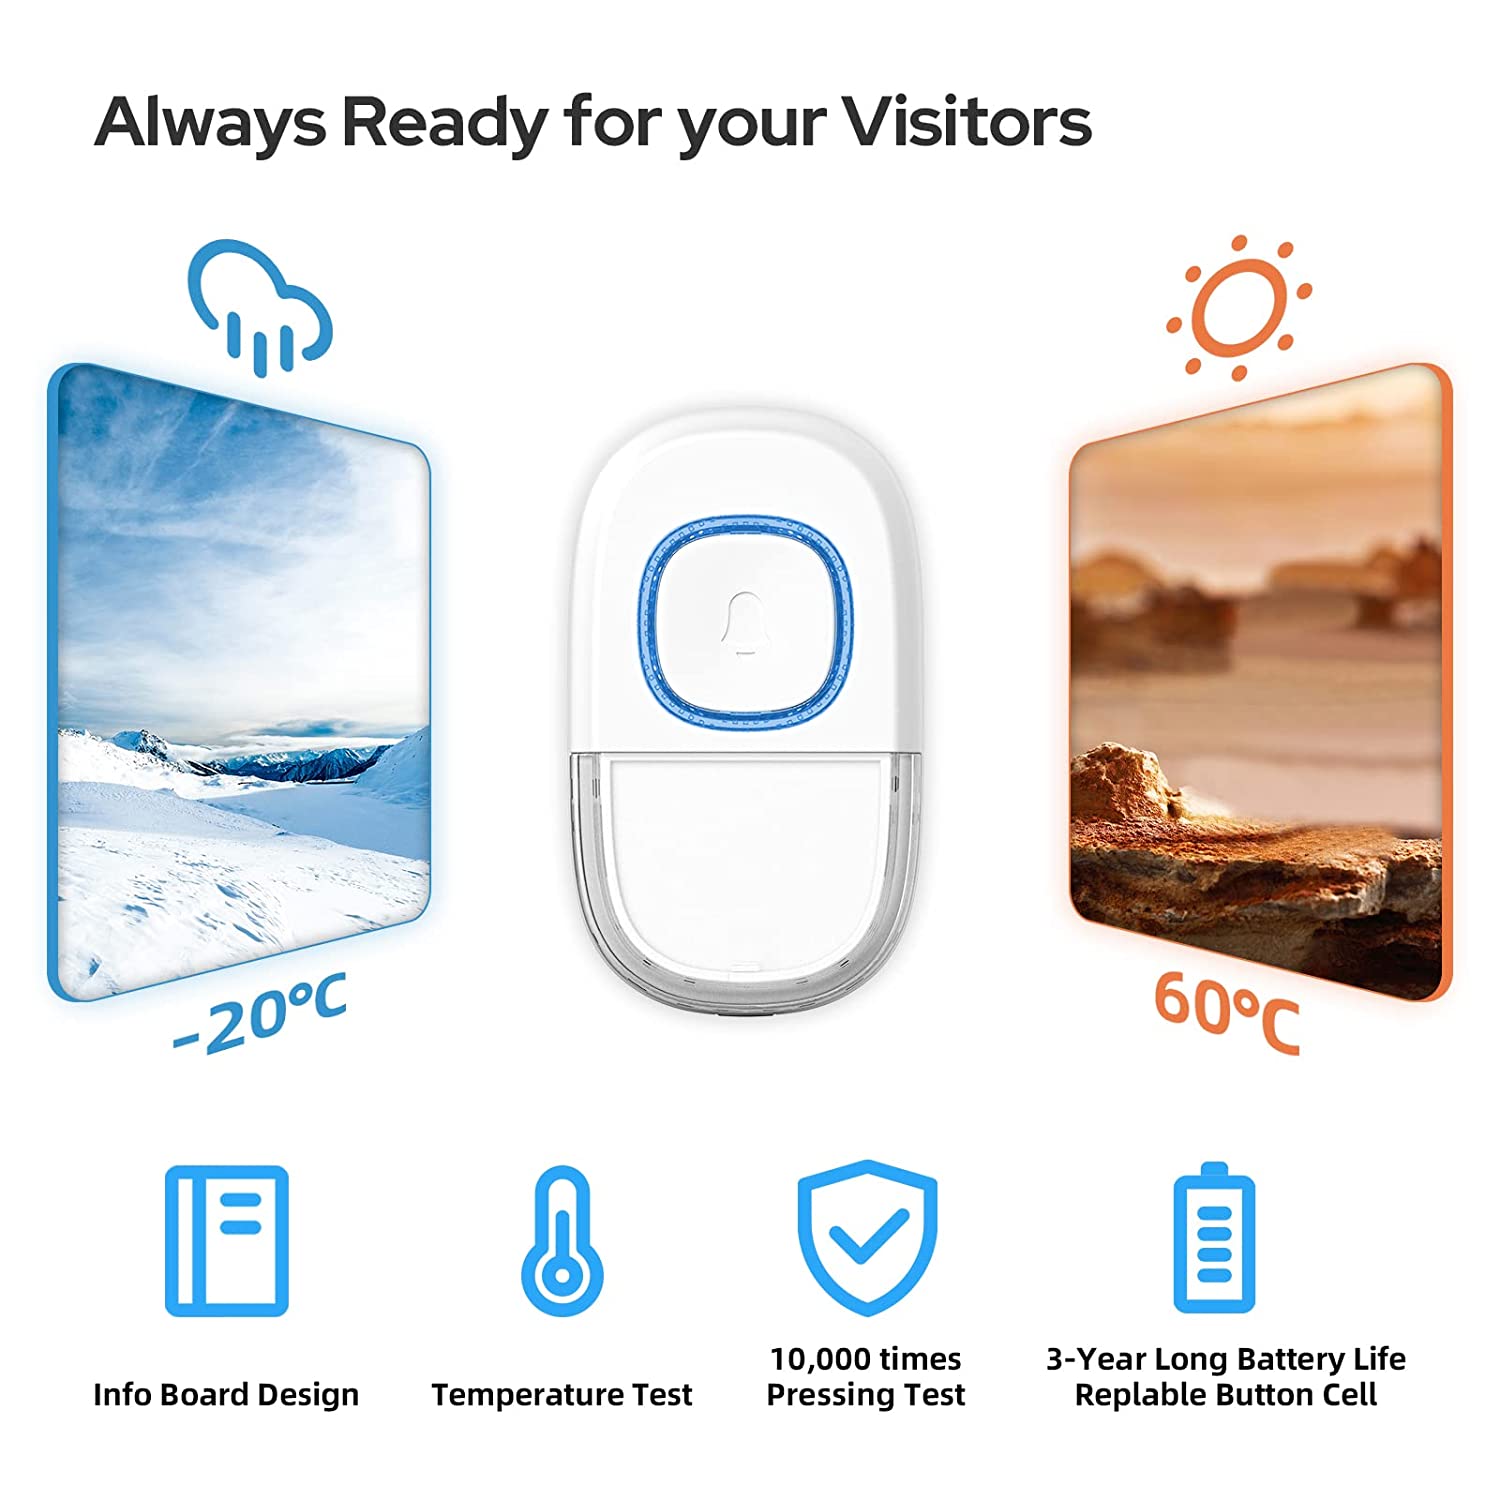 Always Ready for your Visitors
-20°C
60°C
Info Board Design
Temperature Test
10,000 times
Pressing Test
3-Year Long Battery Life
Replable Button Cell